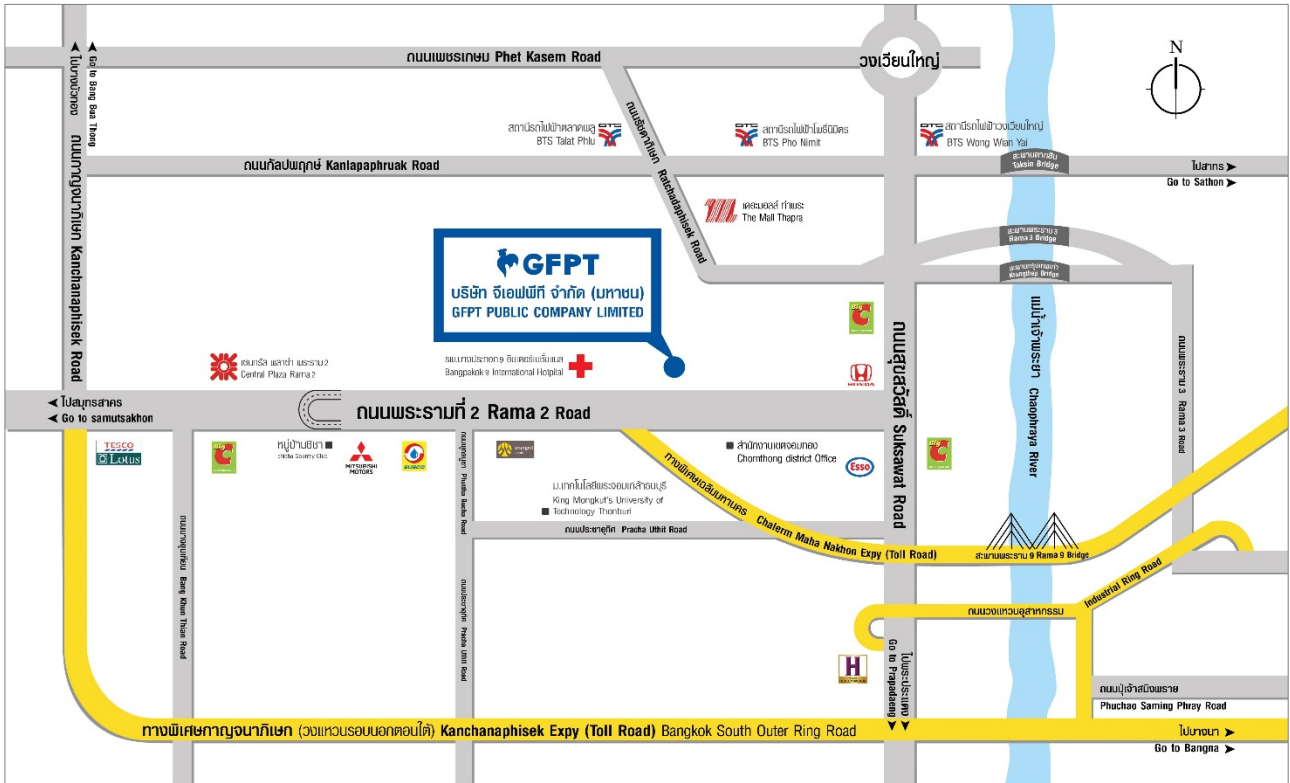 ถนนเพชรเกษม Phet Kasem Road
วงเวียนใหญ่
N
ไปบางบัวทอง
Go to Bang Bua Thong
ถนนกาญจนาภิเษก Kanchanaphisek Road
ถนนรัชดาภิเษก Ratchadaphisek Road
BTS
สถานีรถไฟฟ้าตลาดพลู
BTS Talat Phlu
BTS
สถานีรถไฟฟ้าโพธิ์นิมิตร
BTS Pho Nimit
BTS
สถานีรถไฟฟ้าวงเวียนใหญ่
BTS Wong Wian Yai
ถนนกัลปพฤกษ์ Kanlapaphruak Road
สะพานตากสิน
Taksin Bridge
ไปสาทร
Go to Sathon
เดอะมอลล์ ท่าพระ
The Mall Thapra
สะพานพระราม 3
Rama 3 Bridge
สะพานกรุงเทพฯ
Krungthep Bridge
GFPT
บริษัท จีเอฟพีที จำกัด (มหาชน)
GFPT PUBLIC COMPANY LIMITED
Big C
HONDA
ถนนสุขสวัสดิ์ Suksawat Road
แม่น้ำเจ้าพระยา Chaophraya River
ถนนพระราม 3 Rama 3 Road
เซนทรัล พลาซ่า พระราม 2
Central Plaza Rama 2
รพ.บางปะกอก 9 อินเตอร์เนชั่นแนล
Bangpakok 9 International Hotpital
ไปสมุทรสาคร
Go to samutsakhon
ถนนพระรามที่ 2 Rama 2 Road
TESCO
Lotus
Big C
หมู่บ้านชิชา
MITSUBISHI
MOTORS
SUSCO
สำนักงานเขตจอมทอง
Chomthong district Office
Esso
Big C
ม.เทคโนโลยีพระจอมเกล้าธนบุรี
King Mongkut's University of
Technology Thonburi
ถนนพุทธบูชา Phuttha Bucha Road
ทางพิเศษเฉลิมมหานคร Chalerm Maha Nakhon Expy (Toll Road)
ถนนประชาอุทิศ Pracha Uthit Road
สะพานพระราม 9 Rama 9 Bridge
ถนนบางขุนเทียน Bang Khun Thian Road
ถนนประชาอุทิศ Pracha Uthit Road
Industrial Ring Road
ถนนวงแหวนอุตสาหกรรม
H
ไปพระประแดง
Go to Prapadaeng
ถนนปู่เจ้าสมิงพราย
Phuchao Saming Phray Road
ทางพิเศษกาญจนาภิเษก (วงแหวนรอบนอกตอนใต้) Kanchanaphisek Expy (Toll Road) Bangkok South Outer Ring Road
ไปบางนา
Go to Bangna